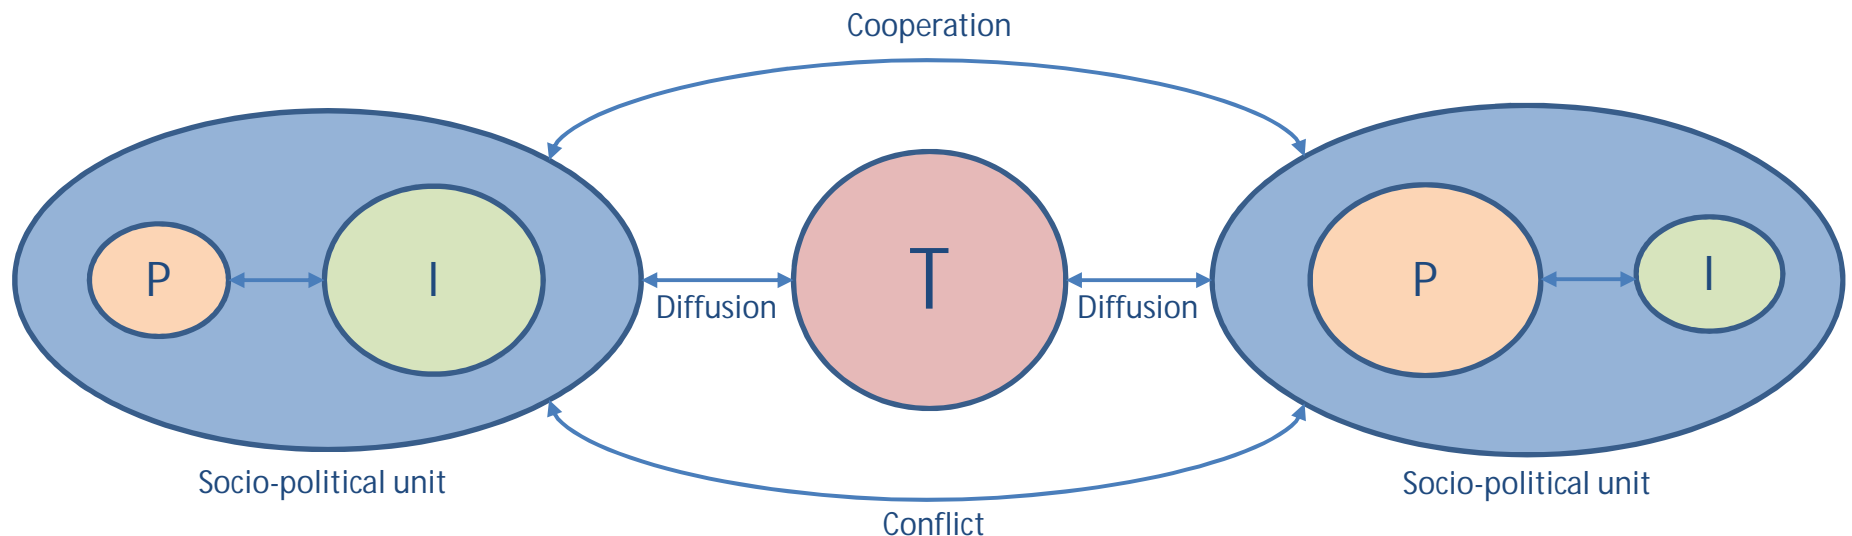 Cooperation
P
I
T
P
I
Diffusion
Diffusion
Socio-political unit
Socio-political unit
Conflict